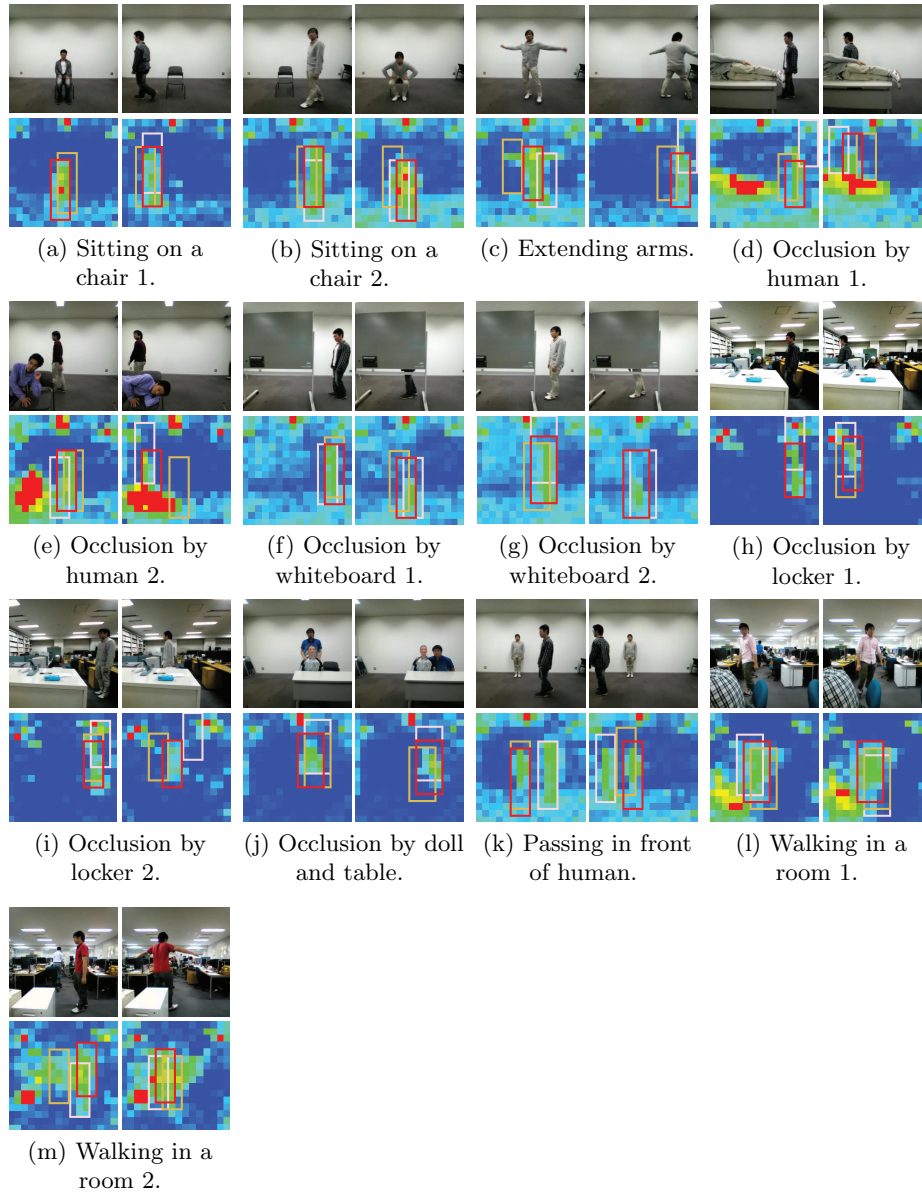 (a) Sitting on a
chair 1.
(b) Sitting on a
chair 2.
(c) Extending arms.
(d) Occlusion by
human 1.
(e) Occlusion by
human 2.
(f) Occlusion by
whiteboard 1.
(g) Occlusion by
whiteboard 2.
(h) Occlusion by
locker 1.
(i) Occlusion by
locker 2.
(j) Occlusion by doll
and table.
(k) Passing in front
of human.
(l) Walking in a
room 1.
(m) Walking in a
room 2.